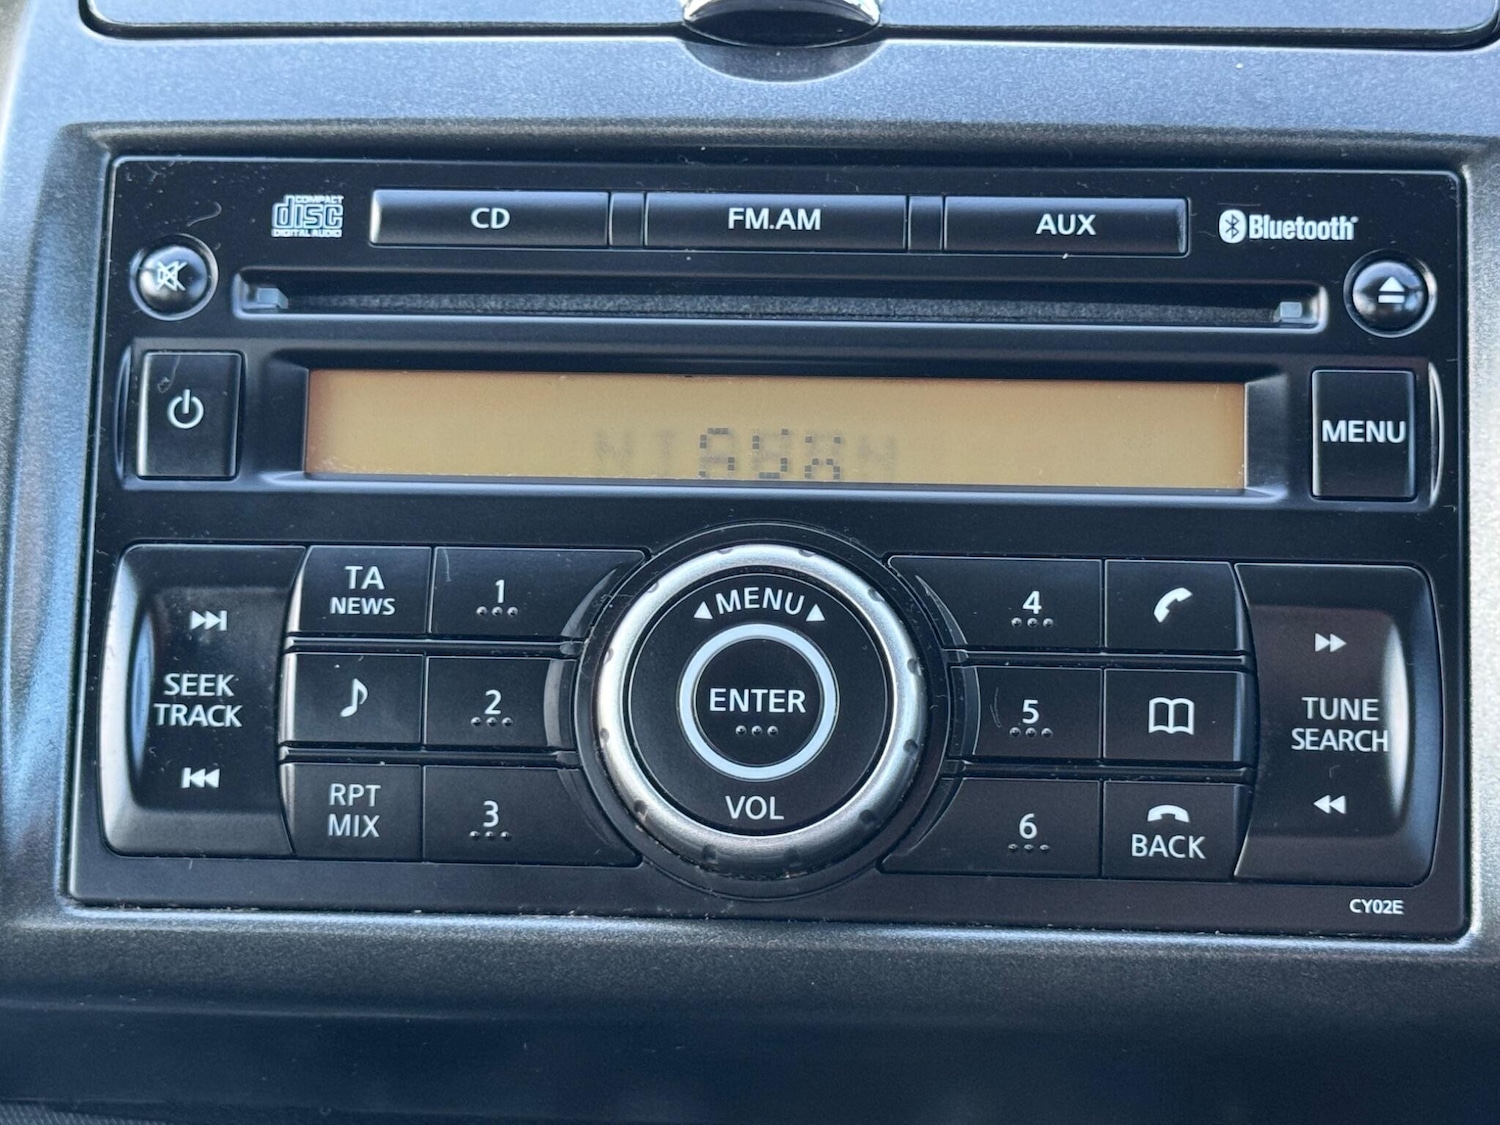 COMPACT
disc
DIGITAL AUDIO
CD
FM.AM
AUX
Bluetooth®
MENU
SEEK
TRACK
TA
NEWS
1
2
RPT
MIX
3
MENU
ENTER
VOL
4
5
6
BACK
TUNE
SEARCH
CY02E